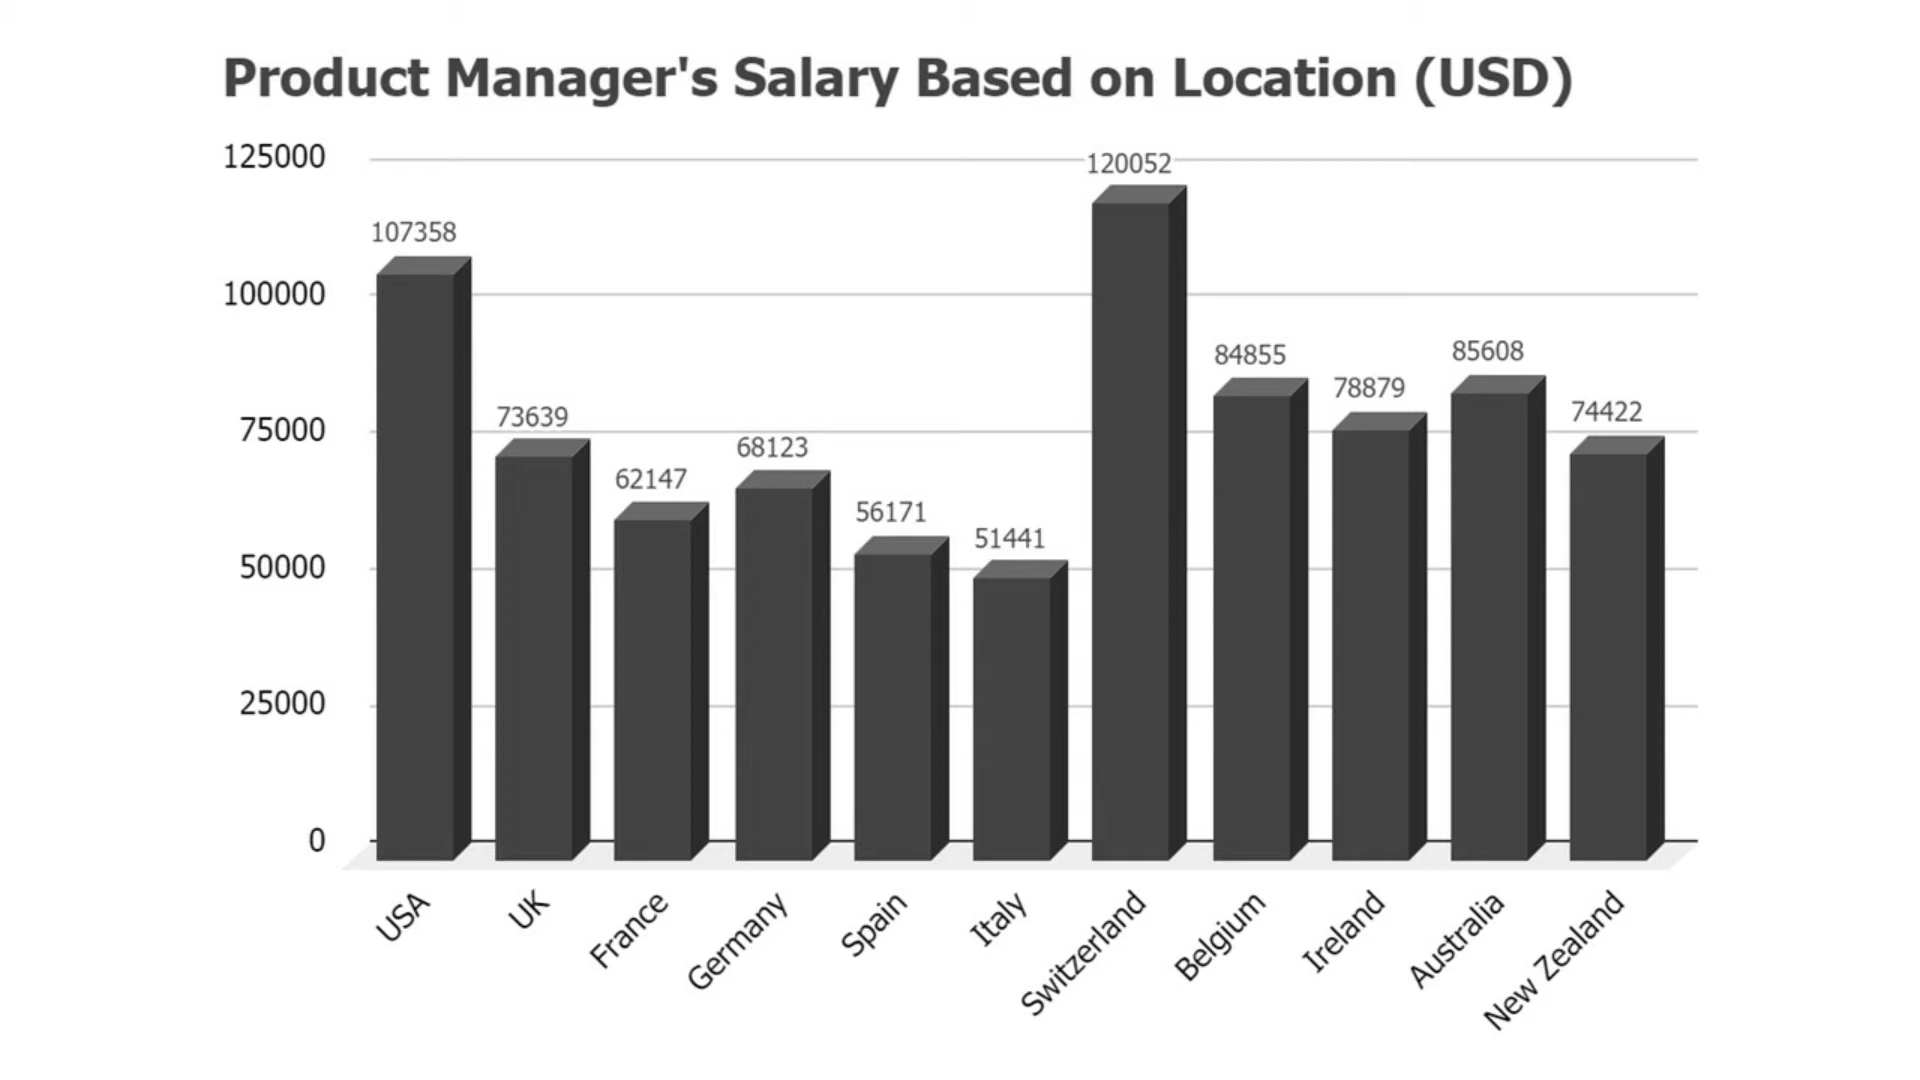 Product Manager's Salary Based on Location (USD)
125000
100000
75000
50000
25000
0
107358
73639
62147
68123
56171
51441
120052
84855
78879
85608
74422
USA
UK
France
Germany
Spain
Italy
Switzerland
Belgium
Ireland
Australia
New Zealand